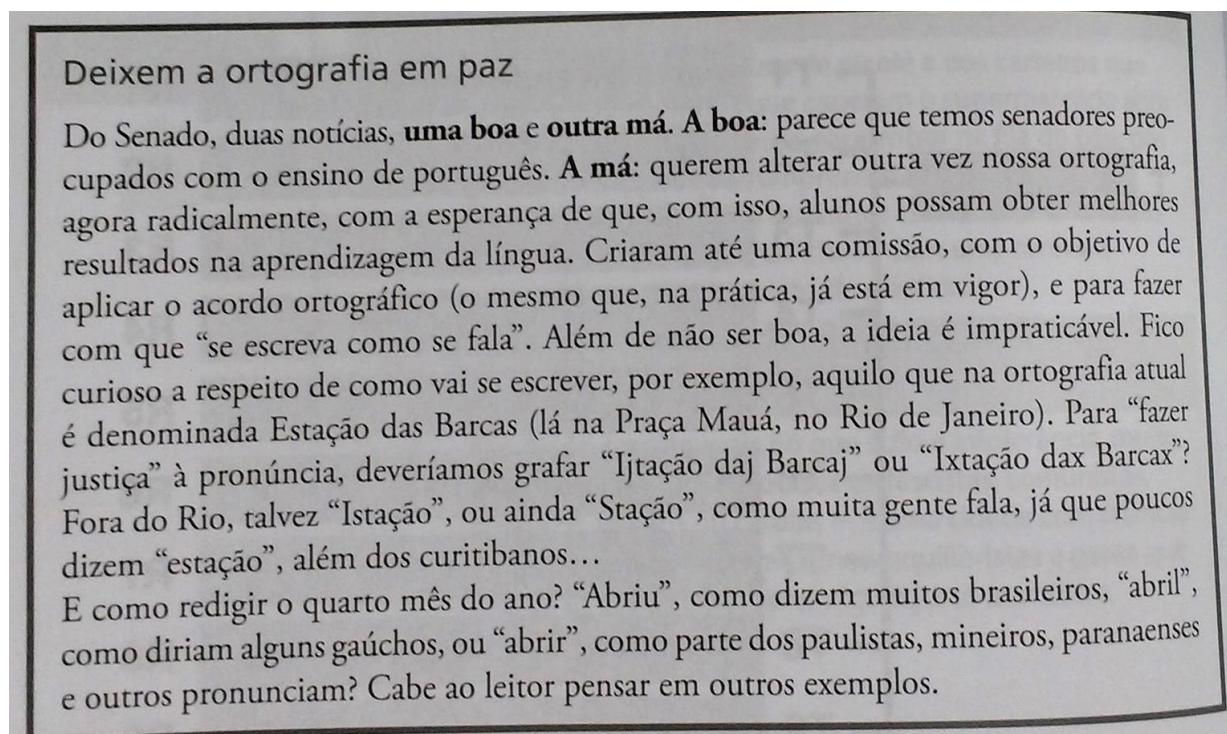 Deixem a ortografia em paz
Do Senado, duas notícias, uma boa e outra má. A boa: parece que temos senadores preo-
cupados com o ensino de português. A má: querem alterar outra vez nossa ortografia,
agora radicalmente, com a esperança de que, com isso, alunos possam obter melhores
resultados na aprendizagem da língua. Criaram até uma comissão, com o objetivo de
aplicar o acordo ortográfico (o mesmo que, na prática, já está em vigor), e para fazer
com que “se escreva como se fala”. Além de não ser boa, a ideia é impraticável. Fico
curioso a respeito de como vai se escrever, por exemplo, aquilo que na ortografia atual
é denominada Estação das Barcas (lá na Praça Mauá, no Rio de Janeiro). Para “fazer
justiça” à pronúncia, deveríamos grafar “Ijtação daj Barcaj” ou “Ixtação dax Barcax”?
Fora do Rio, talvez “Istação”, ou ainda “Stação”, como muita gente fala, já que poucos
dizem “estação”, além dos curitibanos...
E como redigir o quarto mês do ano? “Abriu”, como dizem muitos brasileiros, “abril”,
como diriam alguns gaúchos, ou “abrir”, como parte dos paulistas, mineiros, paranaenses
e outros pronunciam? Cabe ao leitor pensar em outros exemplos.